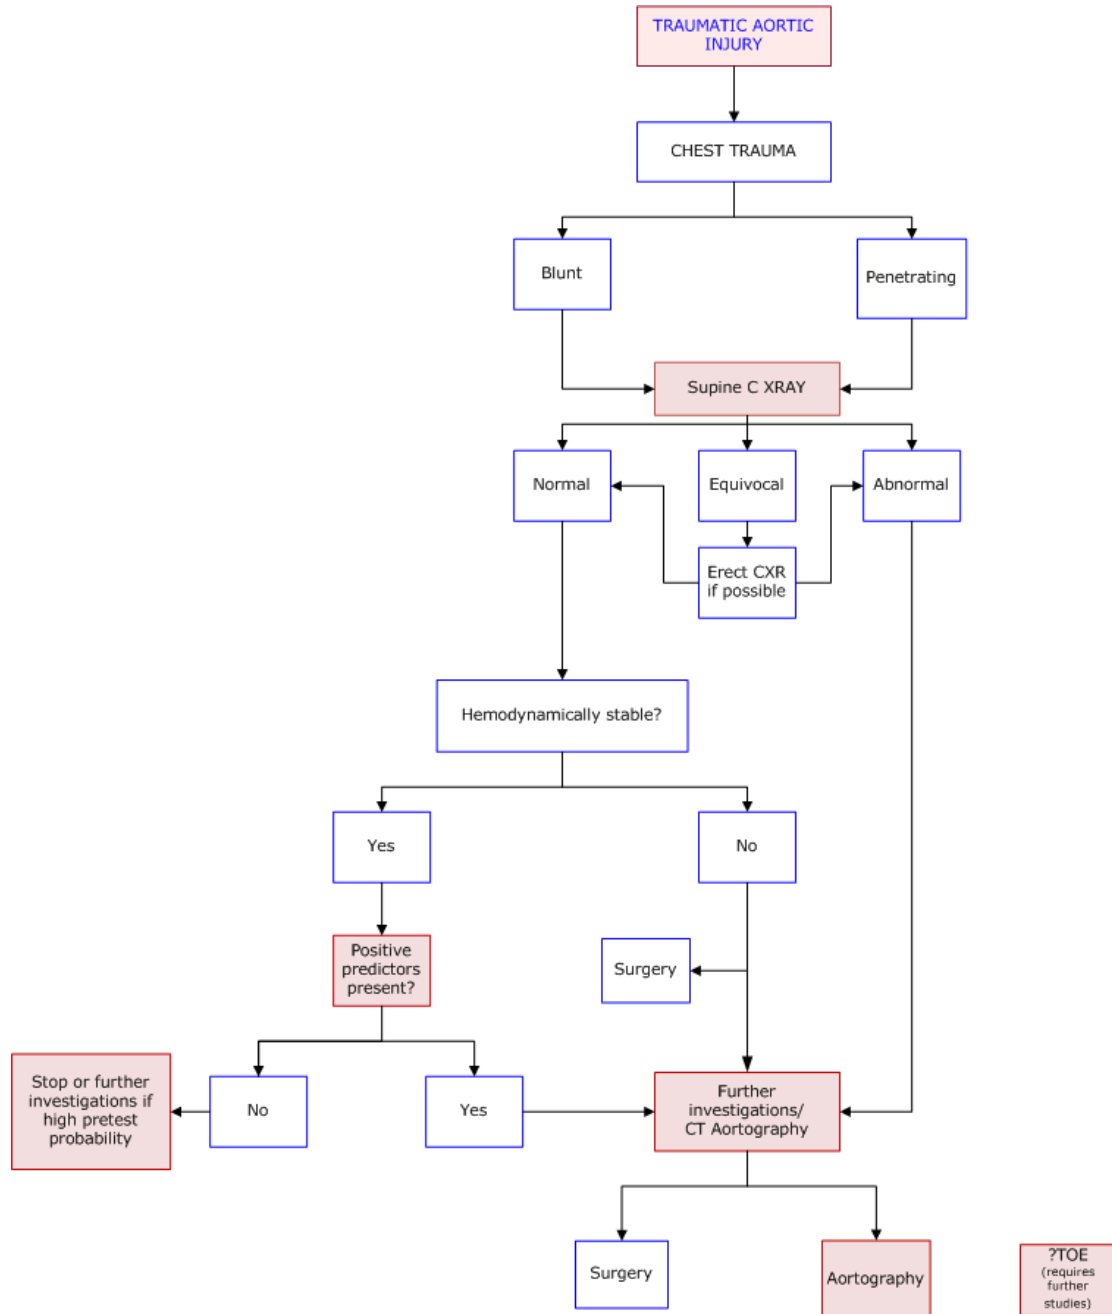 TRAUMATIC AORTIC
INJURY
CHEST TRAUMA
Blunt
Penetrating
Supine C XRAY
Normal
Equivocal
Abnormal
Erect CXR
if possible
Hemodynamically stable?
Yes
No
Positive
predictors
present?
Surgery
Stop or further
investigations if
high pretest
probability
No
Yes
Further
investigations/
CT Aortography
Surgery
Aortography
?TOE
(requires
further
studies)